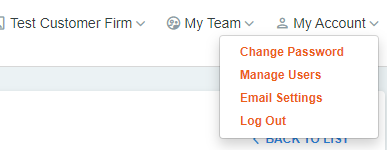 Test Customer Firm My Team My Account
Change Password
Manage Users
Email Settings
Log Out
BACK TO LIST